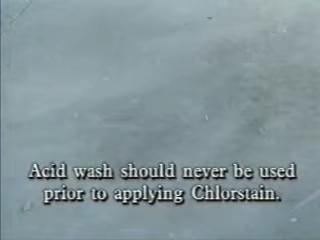 Acid wash should never be used
prior to applying Chlorstain.